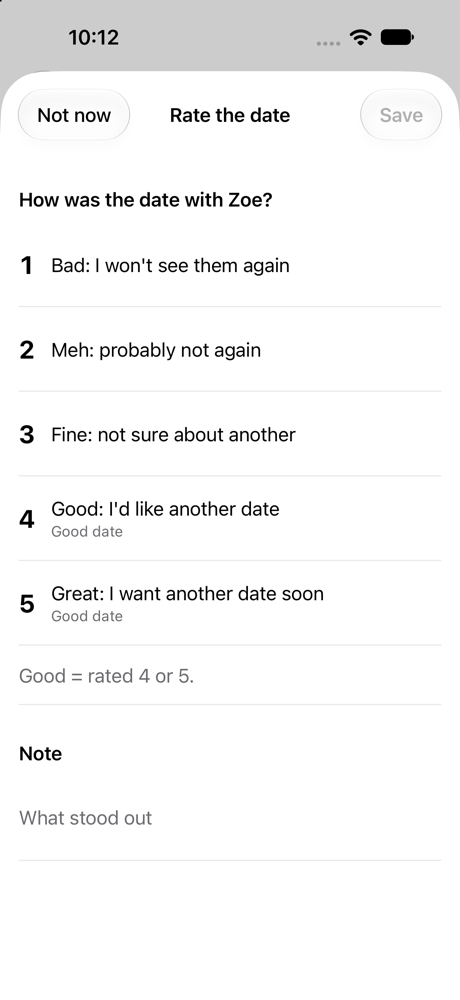 10:12
Not now
Rate the date
Save
How was the date with Zoe?
1 Bad: I won't see them again
2 Meh: probably not again
3 Fine: not sure about another
4 Good: I'd like another date
Good date
5 Great: I want another date soon
Good date
Good = rated 4 or 5.
Note
What stood out